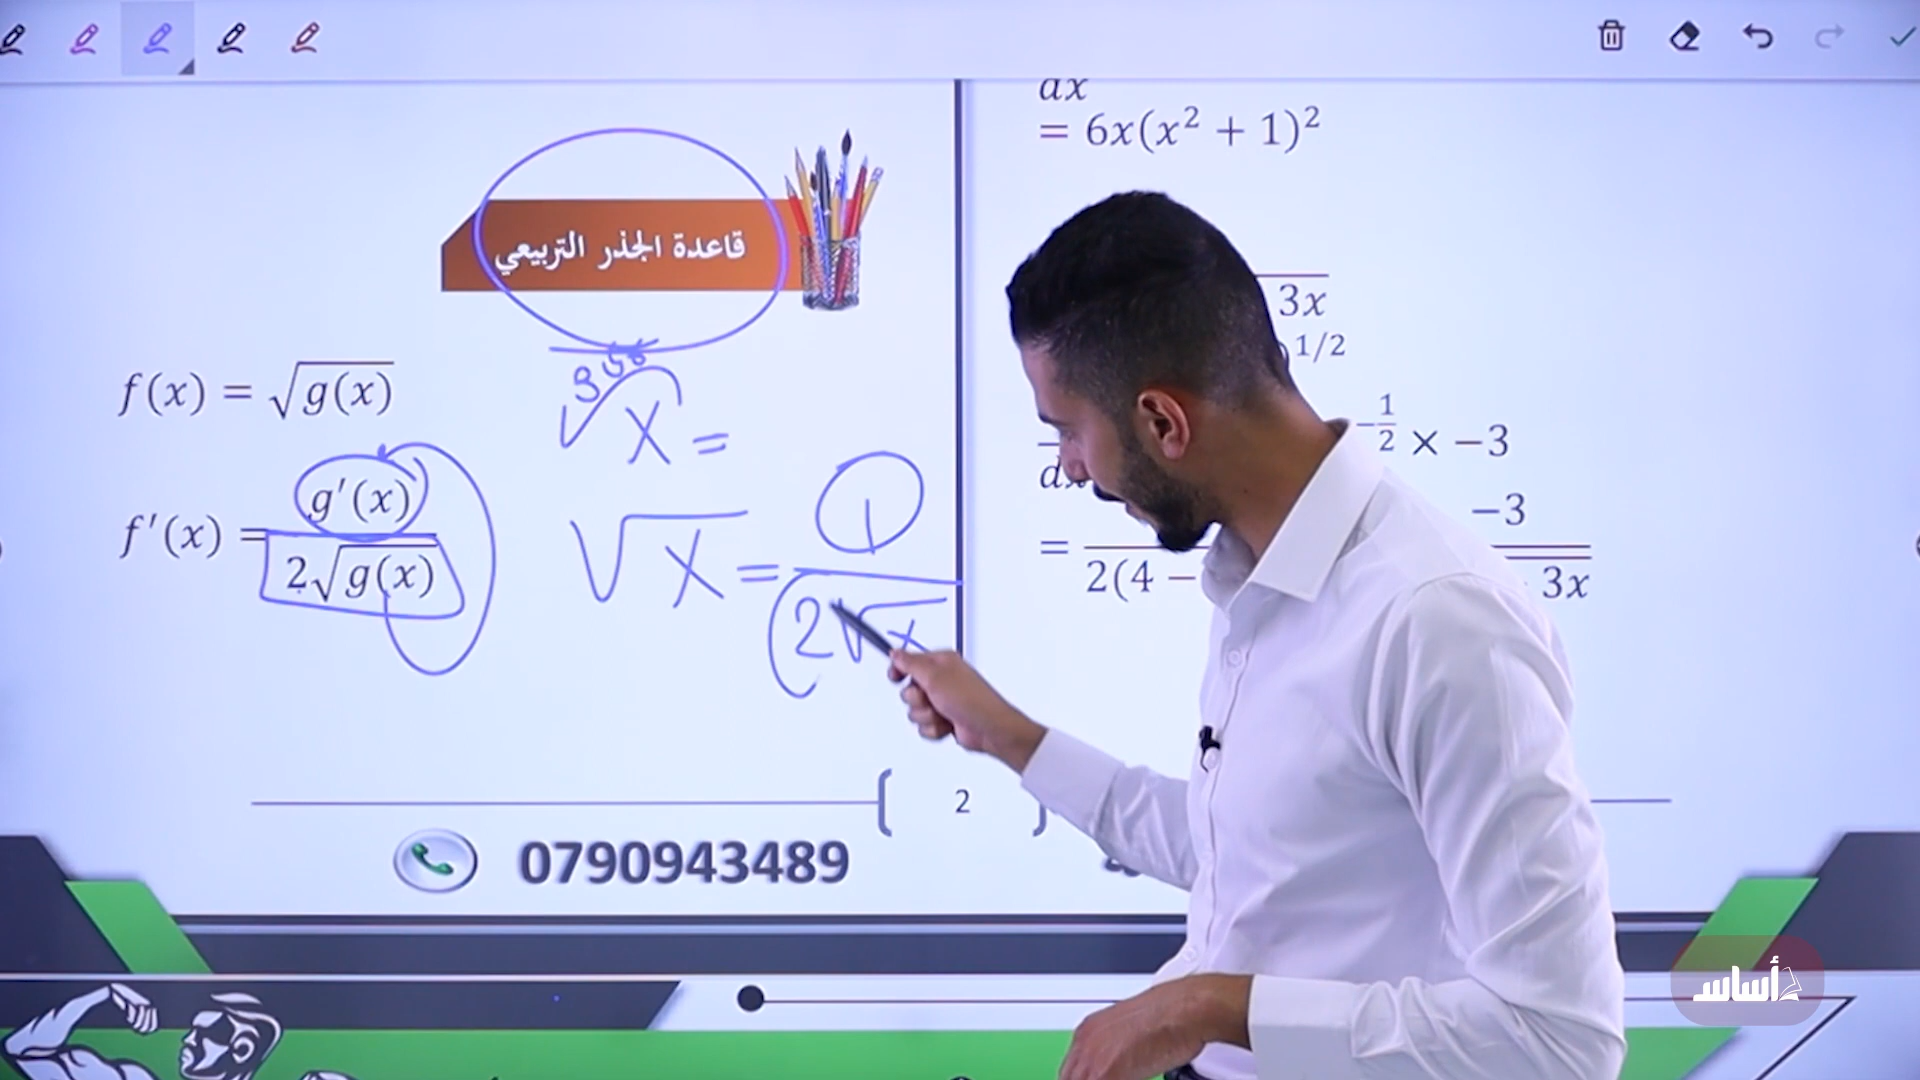 قاعدة الجذر التربيعي
f(x) = √g(x)
f'(x) = g'(x) / 2√g(x)
√x =
√x = 1 / 2√x
dx
= 6x(x² + 1)²
3x
1/2
-1/2 × −3
−3
= 2(4 −
3x
2
0790943489
أساس